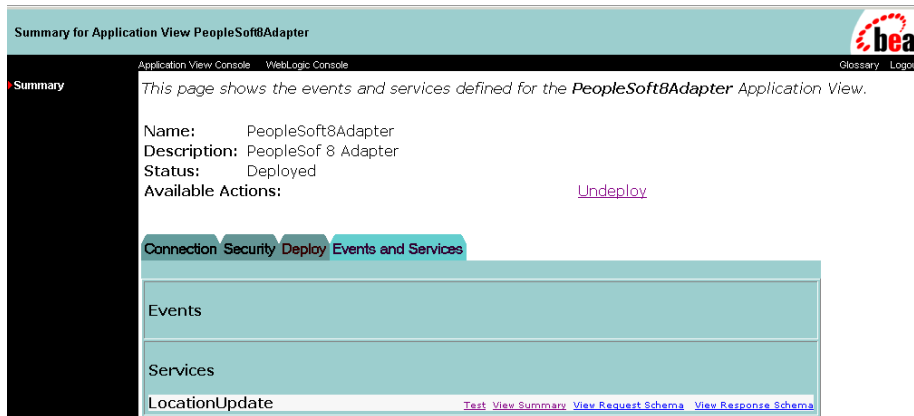 Summary for Application View PeopleSoft8Adapter
bea
Application View Console WebLogic Console Glossary Logou
Summary
This page shows the events and services defined for the PeopleSoft8Adapter Application View.
Name: PeopleSoft8Adapter
Description: PeopleSof 8 Adapter
Status: Deployed
Available Actions: Undeploy
Connection Security Deploy Events and Services
Events
Services
LocationUpdate Test View Summary View Request Schema View Response Schema